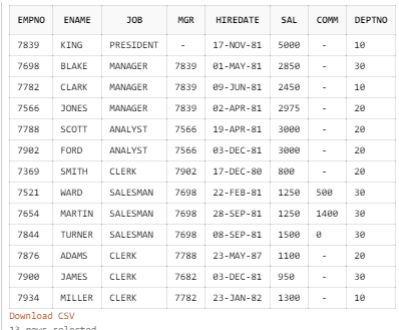 EMPNO ENAME JOB MGR HIREDATE SAL COMM DEPTNO
7839 KING PRESIDENT - 17-NOV-81 5000 - 10
7698 BLAKE MANAGER 7839 01-MAY-81 2850 - 30
7782 CLARK MANAGER 7839 09-JUN-81 2450 - 10
7566 JONES MANAGER 7839 02-APR-81 2975 - 20
7788 SCOTT ANALYST 7566 19-APR-81 3000 - 20
7902 FORD ANALYST 7566 03-DEC-81 3000 - 20
7369 SMITH CLERK 7902 17-DEC-80 800 - 20
7521 WARD SALESMAN 7698 22-FEB-81 1250 500 30
7654 MARTIN SALESMAN 7698 28-SEP-81 1250 1400 30
7844 TURNER SALESMAN 7698 08-SEP-81 1500 0 30
7876 ADAMS CLERK 7788 23-MAY-87 1100 - 20
7900 JAMES CLERK 7682 03-DEC-81 950 - 30
7934 MILLER CLERK 7782 23-JAN-82 1300 - 10
Download CSV
13 rows selected